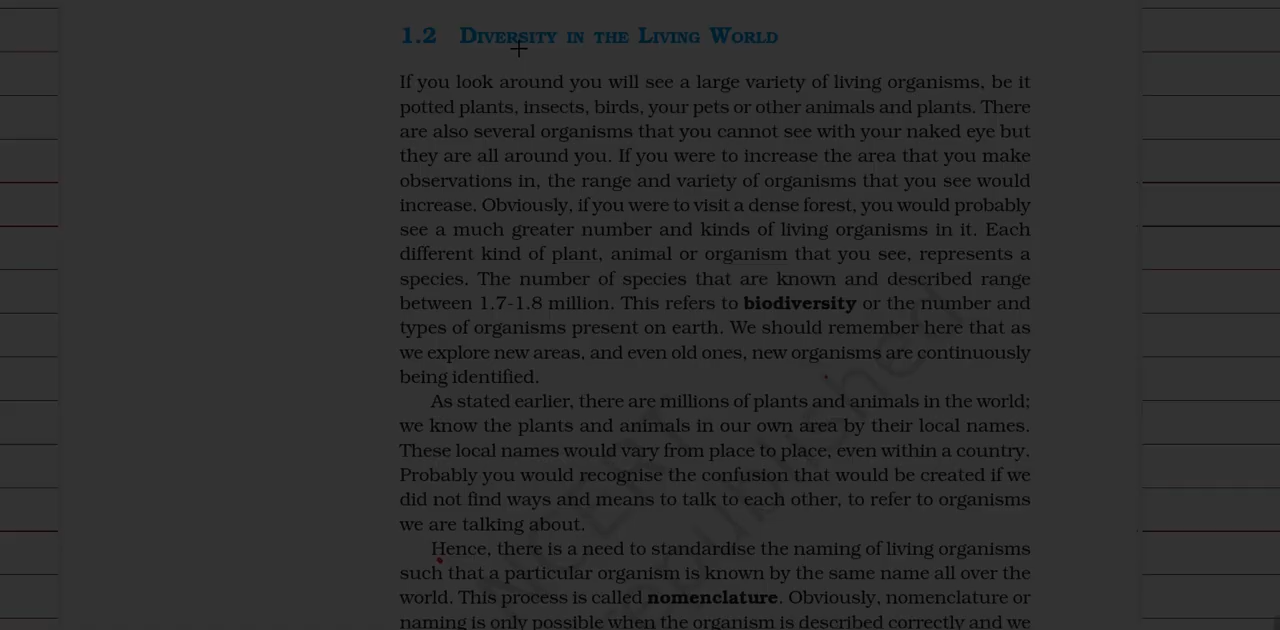 1.2 DIVERSITY IN THE LIVING WORLD
If you look around you will see a large variety of living organisms, be it
potted plants, insects, birds, your pets or other animals and plants. There
are also several organisms that you cannot see with your naked eye but
they are all around you. If you were to increase the area that you make
observations in, the range and variety of organisms that you see would
increase. Obviously, if you were to visit a dense forest, you would probably
see a much greater number and kinds of living organisms in it. Each
different kind of plant, animal or organism that you see, represents a
species. The number of species that are known and described range
between 1.7-1.8 million. This refers to biodiversity or the number and
types of organisms present on earth. We should remember here that as
we explore new areas, and even old ones, new organisms are continuously
being identified.
As stated earlier, there are millions of plants and animals in the world;
we know the plants and animals in our own area by their local names.
These local names would vary from place to place, even within a country.
Probably you would recognise the confusion that would be created if we
did not find ways and means to talk to each other, to refer to organisms
we are talking about.
Hence, there is a need to standardise the naming of living organisms
such that a particular organism is known by the same name all over the
world. This process is called nomenclature. Obviously, nomenclature or
naming is only possible when the organism is described correctly and we
NCERT
republished